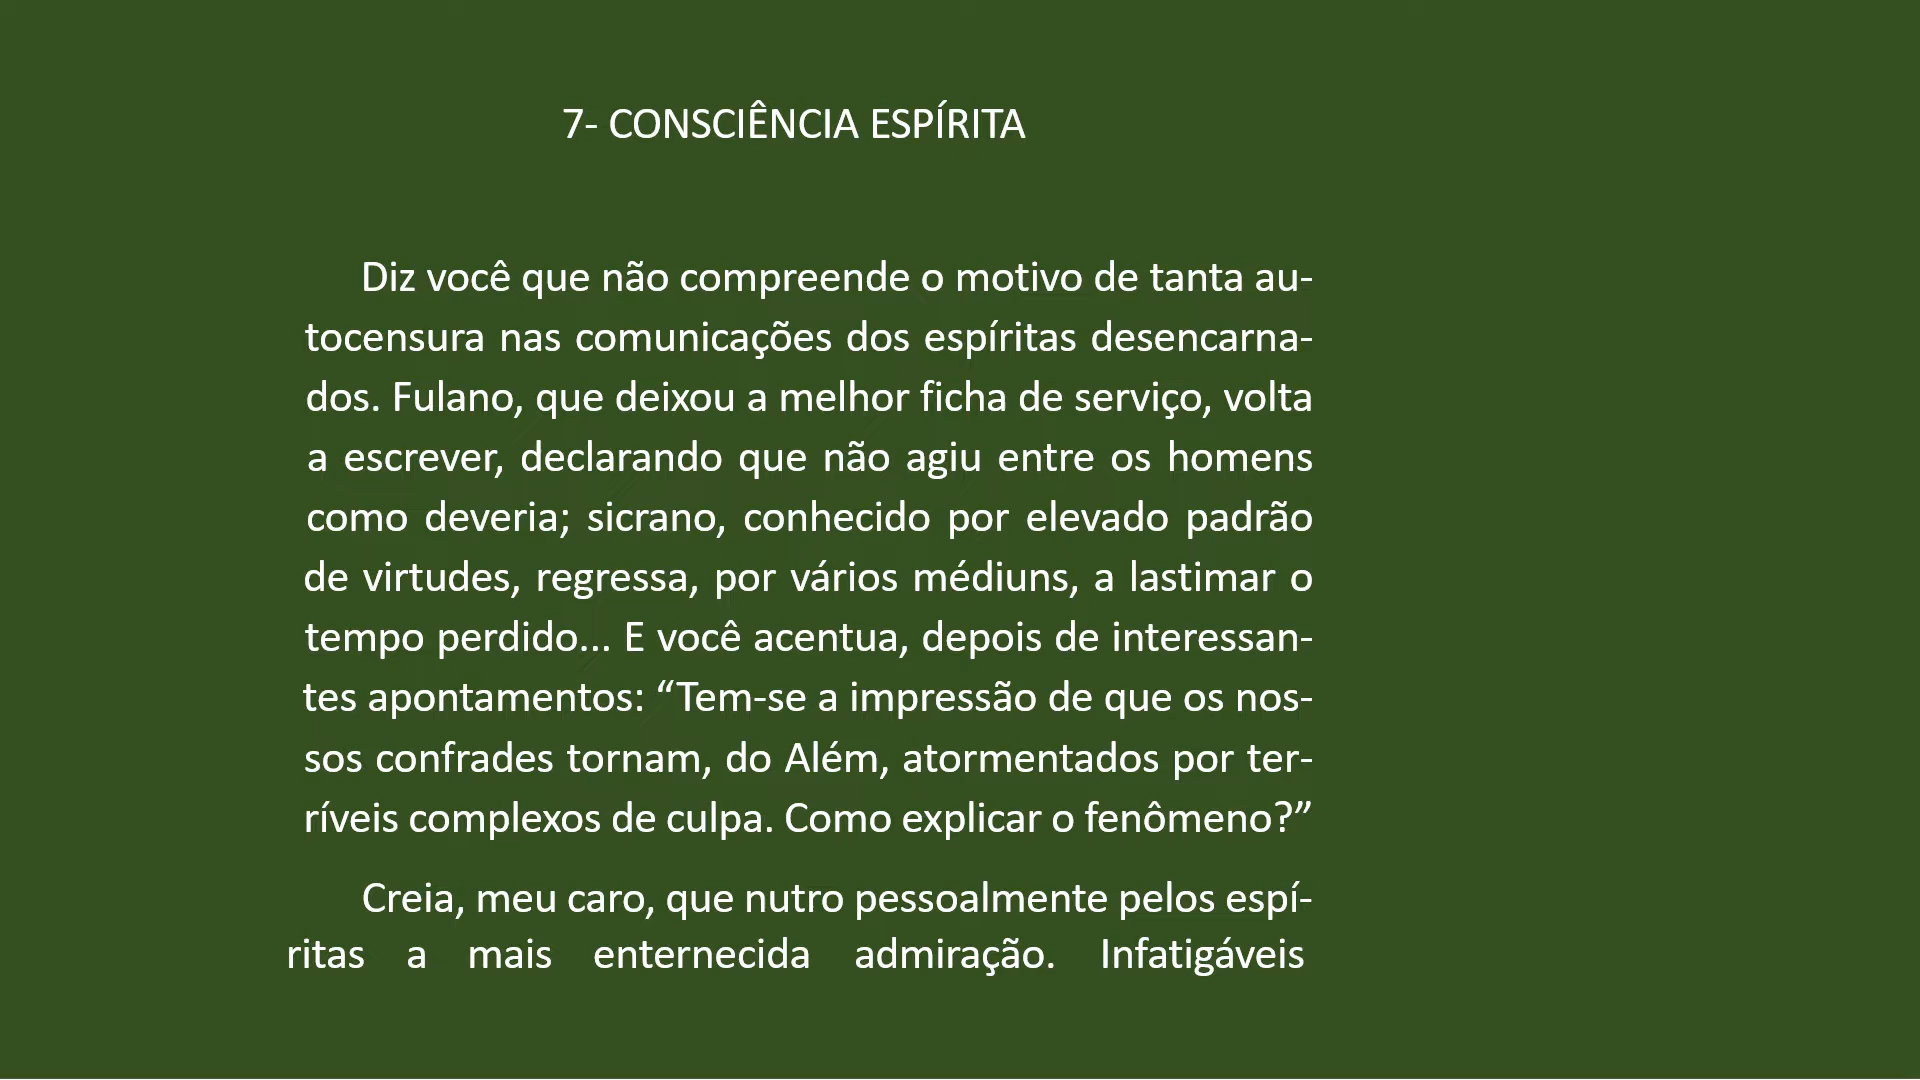 7- CONSCIÊNCIA ESPÍRITA
Diz você que não compreende o motivo de tanta au-
tocensura nas comunicações dos espíritas desencarna-
dos. Fulano, que deixou a melhor ficha de serviço, volta
a escrever, declarando que não agiu entre os homens
como deveria; sicrano, conhecido por elevado padrão
de virtudes, regressa, por vários médiuns, a lastimar o
tempo perdido... E você acentua, depois de interessan-
tes apontamentos: “Tem-se a impressão de que os nos-
sos confrades tornam, do Além, atormentados por ter-
ríveis complexos de culpa. Como explicar o fenômeno?”
Creia, meu caro, que nutro pessoalmente pelos espí-
ritas a mais enternecida admiração. Infatigáveis